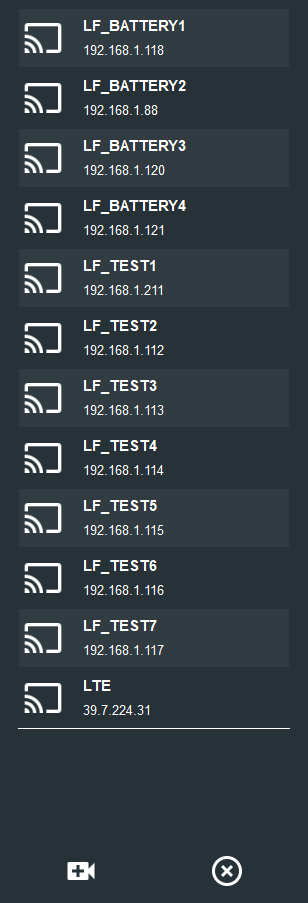 LF_BATTERY1
192.168.1.118
LF_BATTERY2
192.168.1.88
LF_BATTERY3
192.168.1.120
LF_BATTERY4
192.168.1.121
LF_TEST1
192.168.1.211
LF_TEST2
192.168.1.112
LF_TEST3
192.168.1.113
LF_TEST4
192.168.1.114
LF_TEST5
192.168.1.115
LF_TEST6
192.168.1.116
LF_TEST7
192.168.1.117
LTE
39.7.224.31